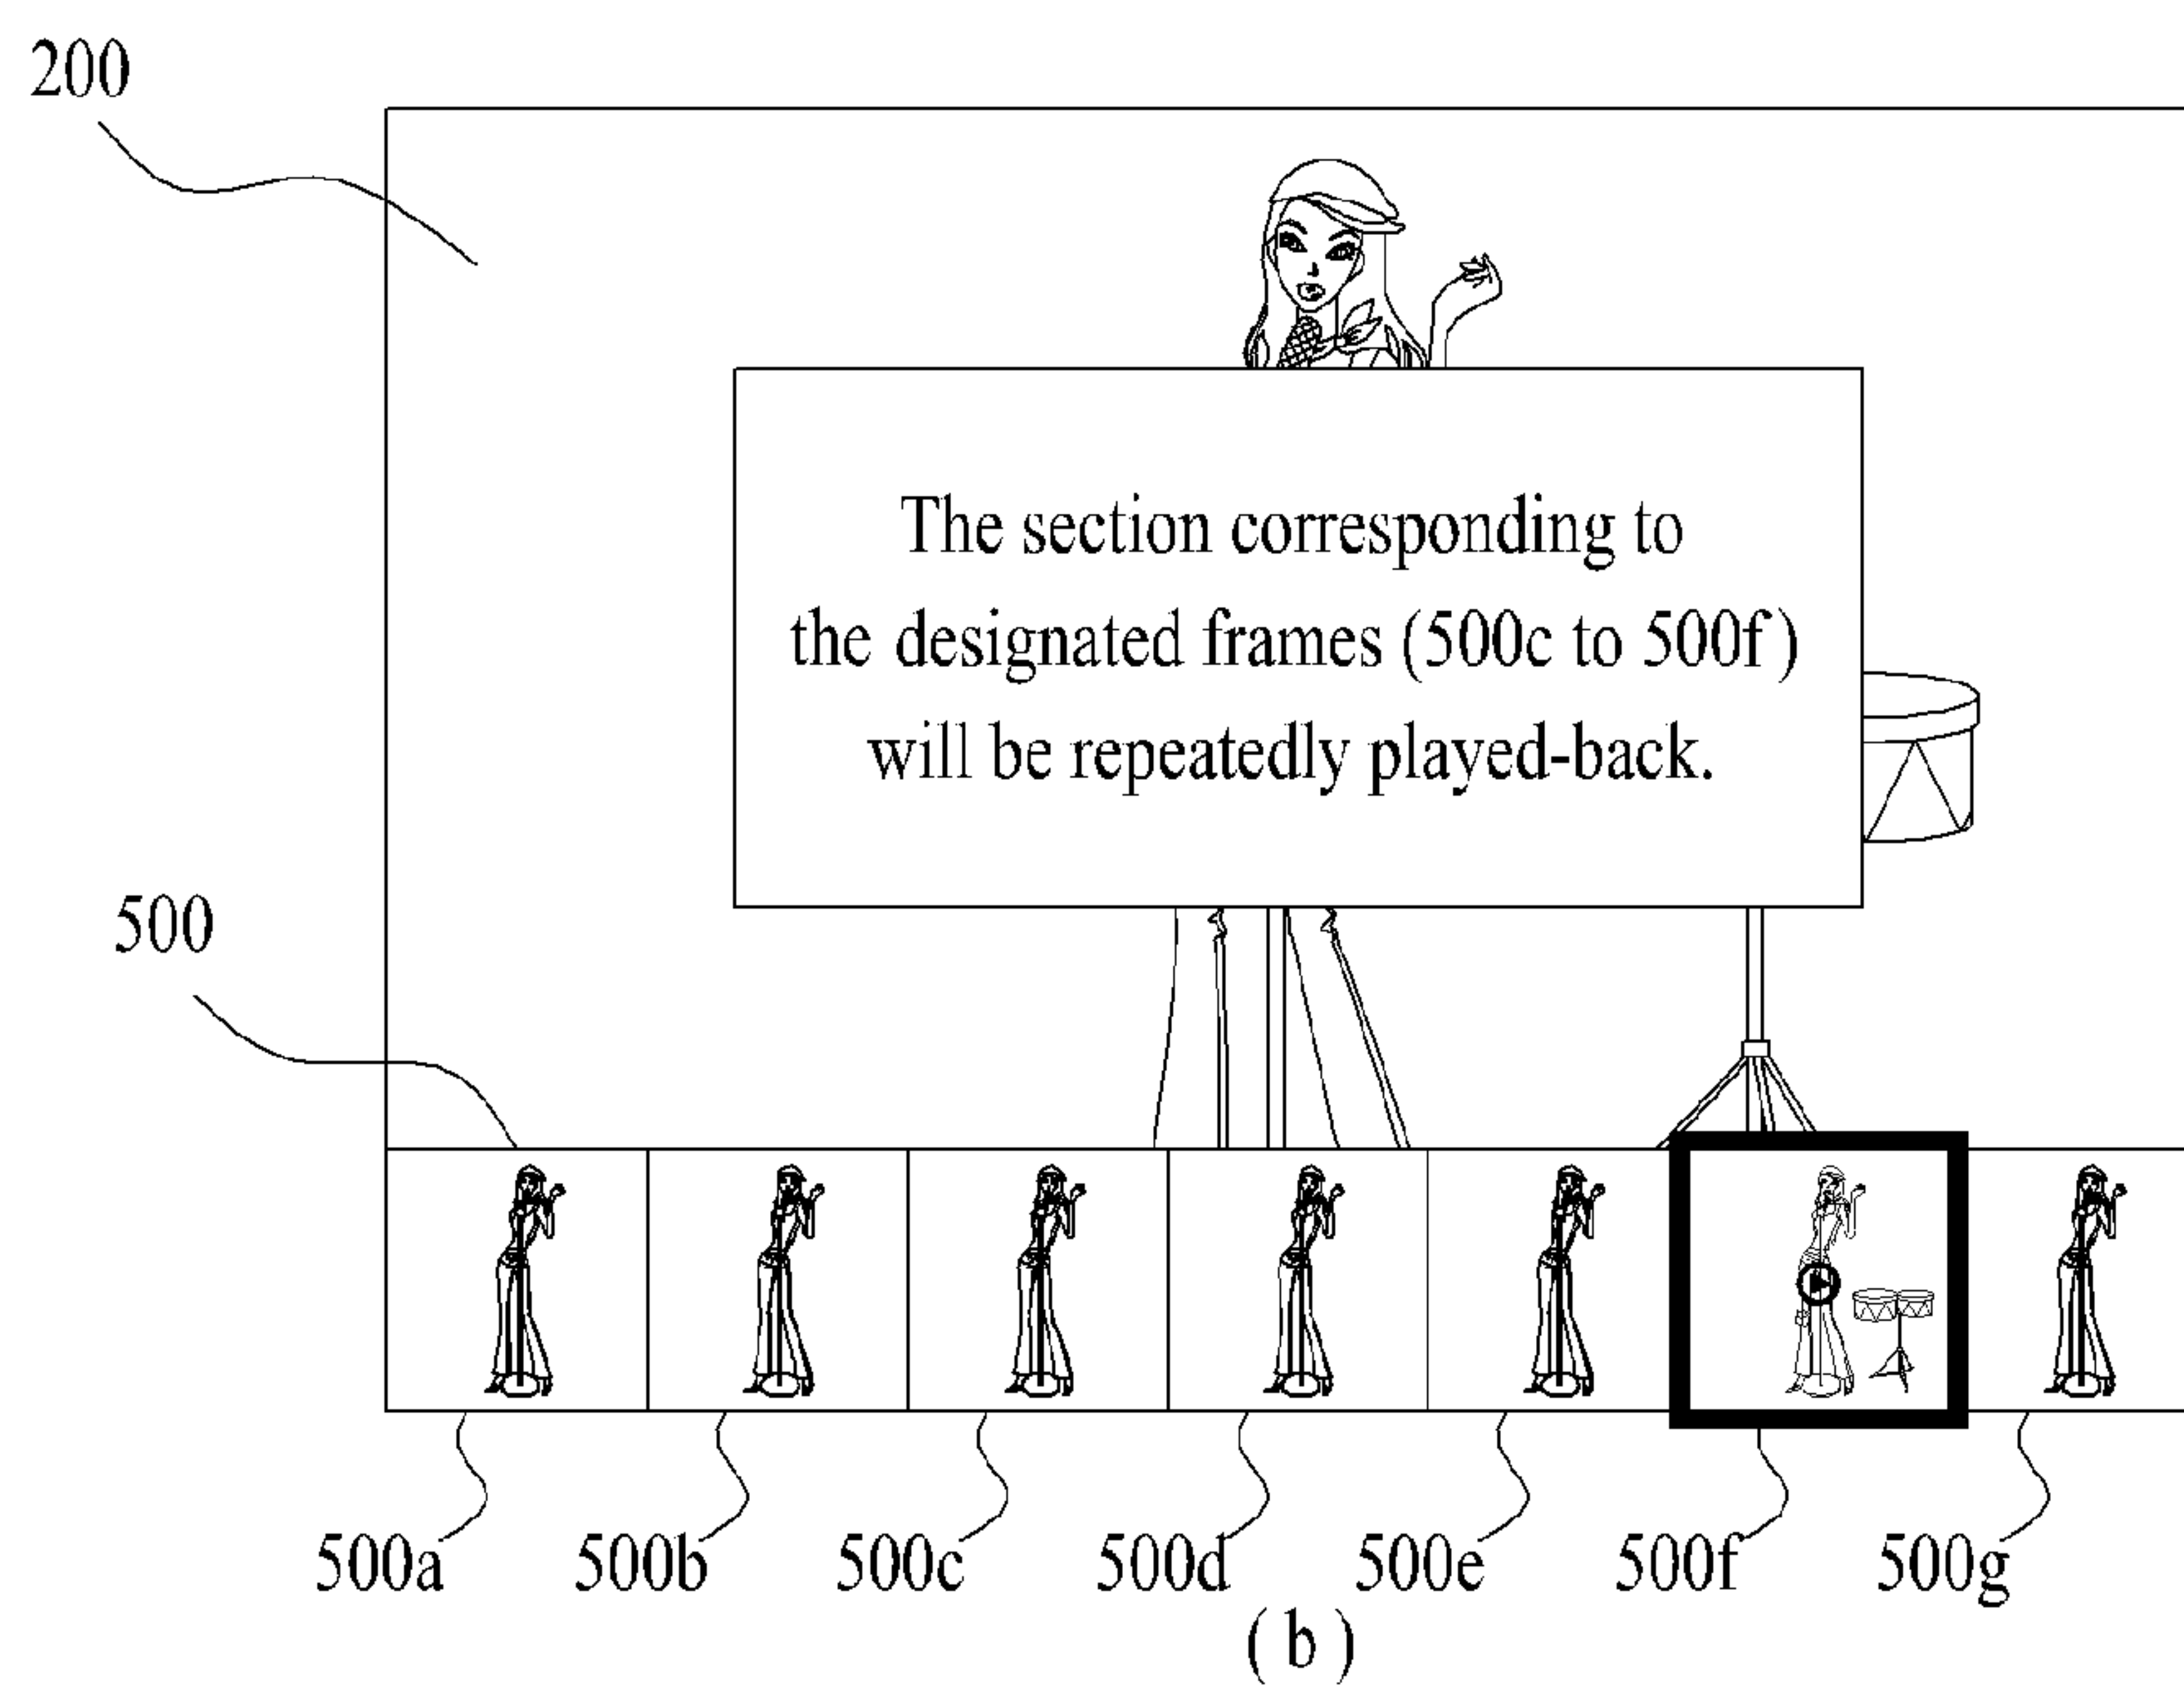 200
The section corresponding to
the designated frames (500c to 500f)
will be repeatedly played-back.
500
500a 500b 500c 500d 500e 500f 500g
(b)